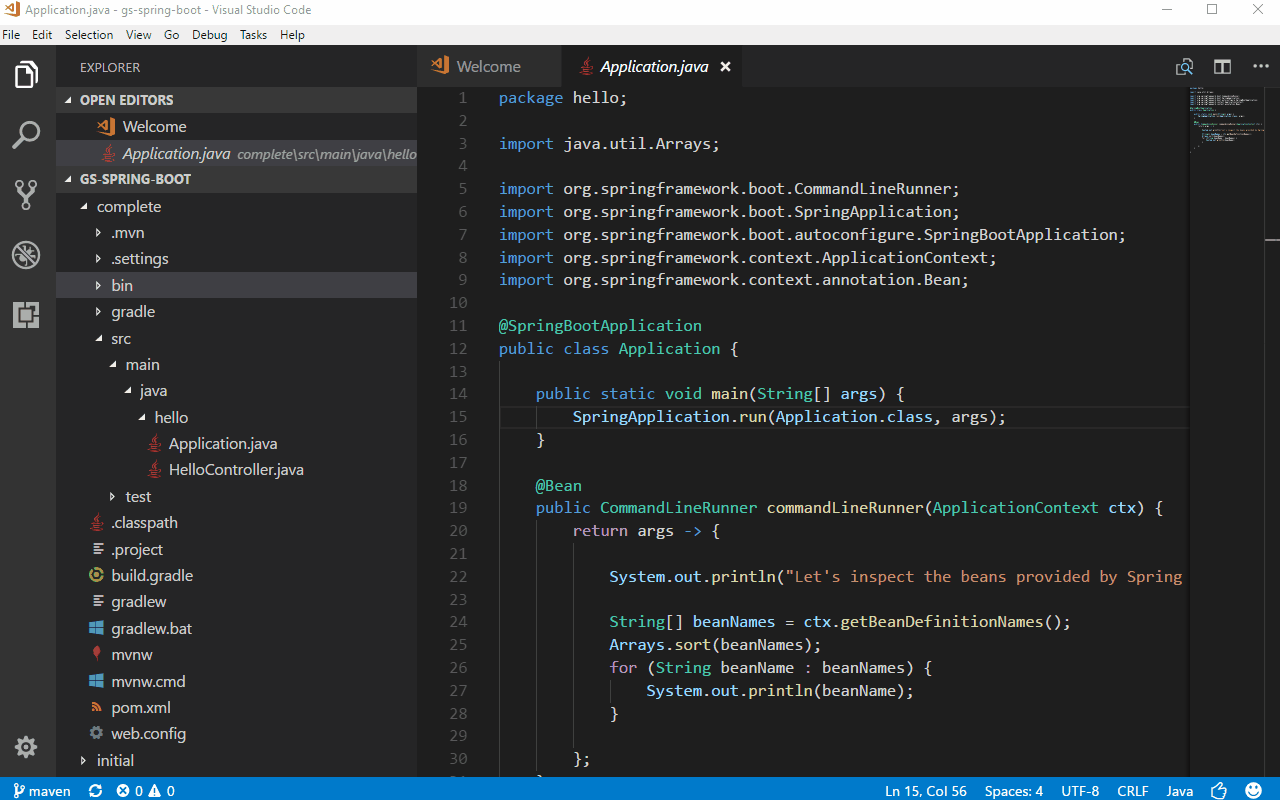 Application.java - gs-spring-boot - Visual Studio Code
File Edit Selection View Go Debug Tasks Help
EXPLORER
OPEN EDITORS
Welcome
Application.java complete\src\main\java\hello
GS-SPRING-BOOT
complete
.mvn
.settings
bin
gradle
src
main
java
hello
Application.java
HelloController.java
test
.classpath
.project
build.gradle
gradlew
gradlew.bat
mvnw
mvnw.cmd
pom.xml
web.config
initial
Welcome Application.java
1 package hello;
2
3 import java.util.Arrays;
4
5 import org.springframework.boot.CommandLineRunner;
6 import org.springframework.boot.SpringApplication;
7 import org.springframework.boot.autoconfigure.SpringBootApplication;
8 import org.springframework.context.ApplicationContext;
9 import org.springframework.context.annotation.Bean;
10
11 @SpringBootApplication
12 public class Application {
13
14 public static void main(String[] args) {
15 SpringApplication.run(Application.class, args);
16 }
17
18 @Bean
19 public CommandLineRunner commandLineRunner(ApplicationContext ctx) {
20 return args -> {
21
22 System.out.println("Let's inspect the beans provided by Spring
23
24 String[] beanNames = ctx.getBeanDefinitionNames();
25 Arrays.sort(beanNames);
26 for (String beanName : beanNames) {
27 System.out.println(beanName);
28 }
29
30 };
maven 0 0 Ln 15, Col 56 Spaces: 4 UTF-8 CRLF Java